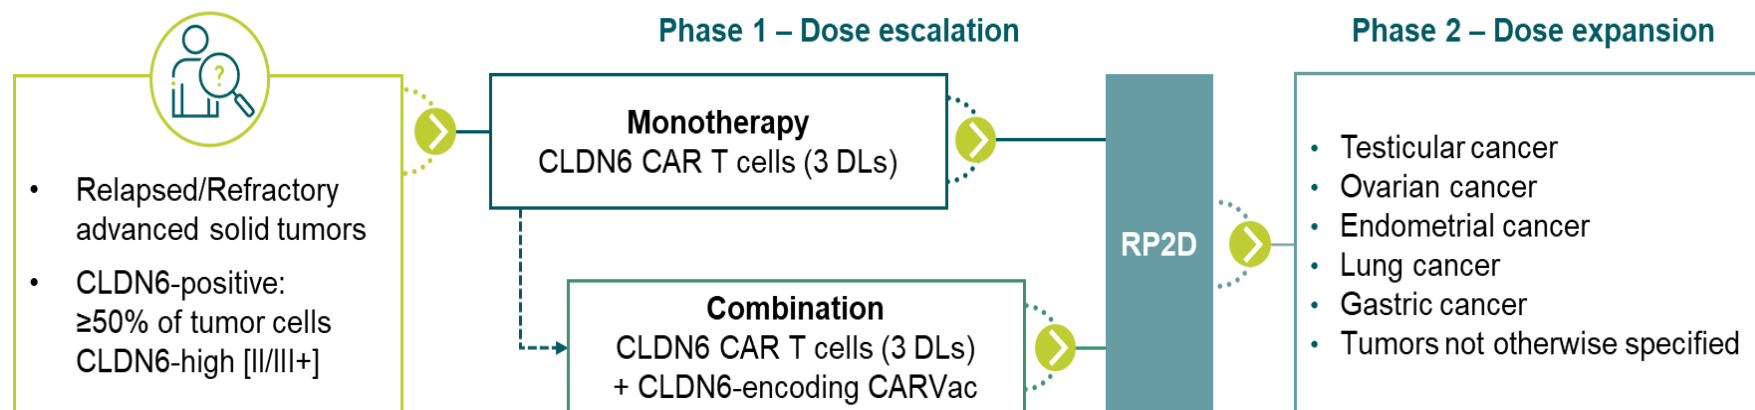 Phase 1 – Dose escalation
Phase 2 – Dose expansion
?
• Relapsed/Refractory
advanced solid tumors
• CLDN6-positive:
≥50% of tumor cells
CLDN6-high [II/III+]
Monotherapy
CLDN6 CAR T cells (3 DLs)
Combination
CLDN6 CAR T cells (3 DLs)
+ CLDN6-encoding CARVac
RP2D
• Testicular cancer
• Ovarian cancer
• Endometrial cancer
• Lung cancer
• Gastric cancer
• Tumors not otherwise specified